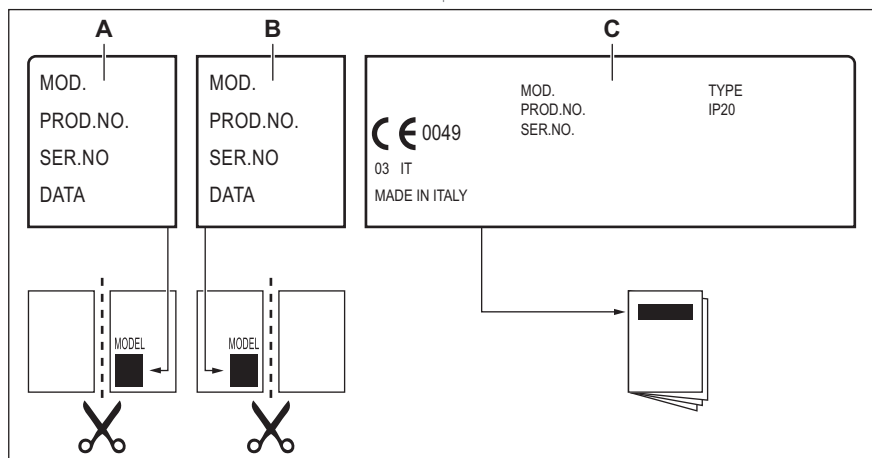 A
B
C
MOD.
PROD.NO.
SER.NO
DATA
MOD.
PROD.NO.
SER.NO
DATA
MOD.
PROD.NO.
SER.NO.
TYPE
IP20
CE 0049
03 IT
MADE IN ITALY
MODEL
MODEL